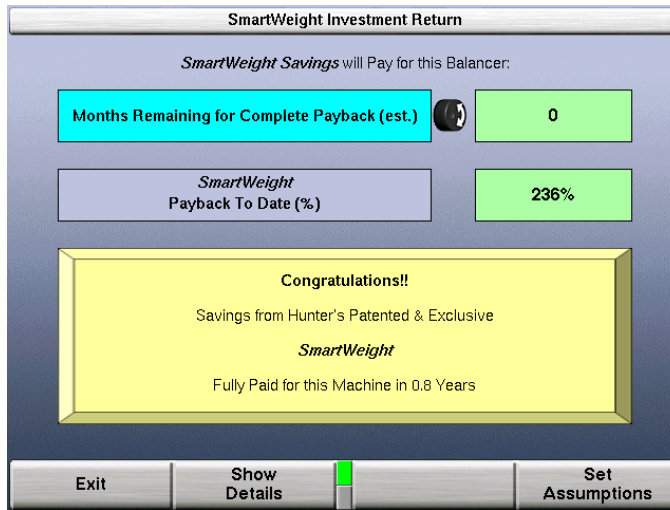 SmartWeight Investment Return
SmartWeight Savings will Pay for this Balancer:
Months Remaining for Complete Payback (est.)
0
SmartWeight
Payback To Date (%)
236%
Congratulations!!
Savings from Hunter's Patented & Exclusive
SmartWeight
Fully Paid for this Machine in 0.8 Years
Exit
Show
Details
Set
Assumptions